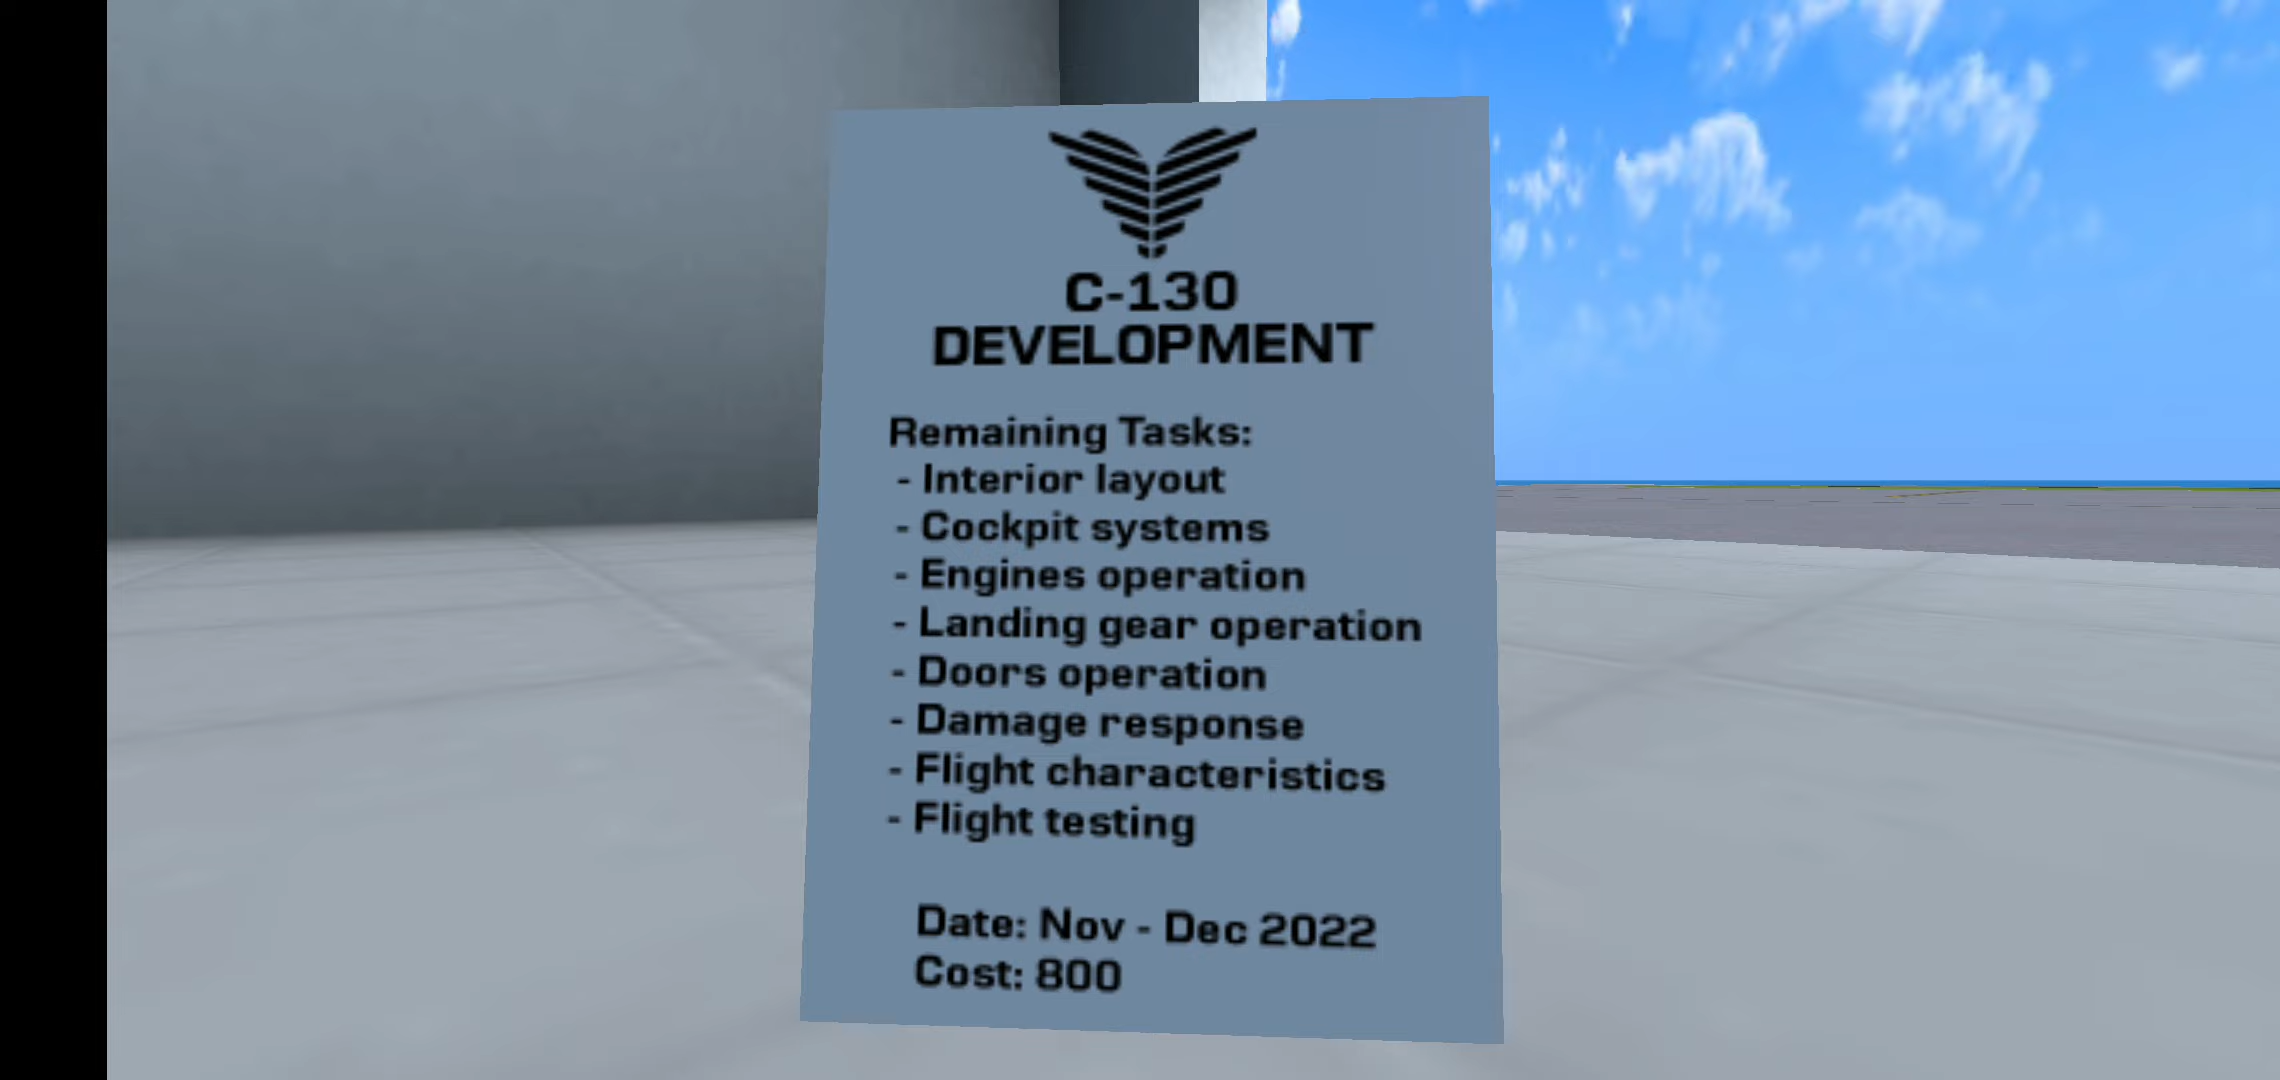 C-130
DEVELOPMENT
Remaining Tasks:
- Interior layout
- Cockpit systems
- Engines operation
- Landing gear operation
- Doors operation
- Damage response
- Flight characteristics
- Flight testing
Date: Nov - Dec 2022
Cost: 800